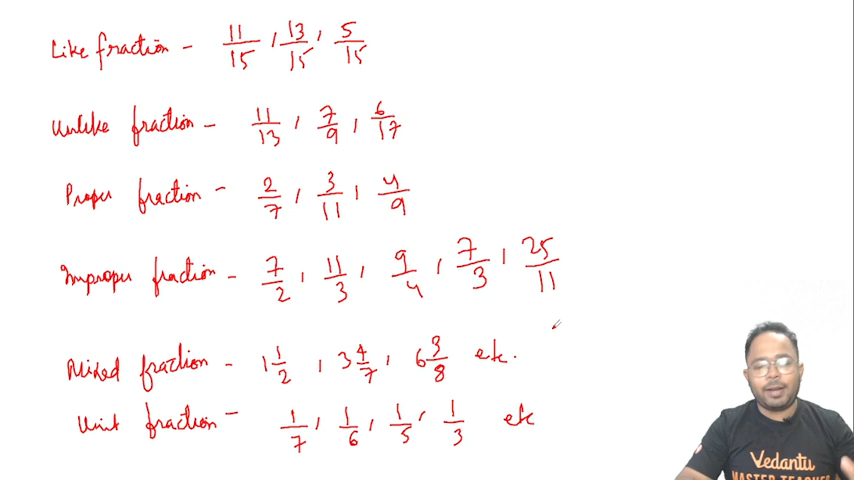 Like fraction - 11/15, 13/15, 5/15
Unlike fraction - 11/13, 7/9, 6/17
Proper fraction - 2/7, 3/11, 4/9
Improper fraction - 7/2, 11/3, 9/4, 7/3, 25/11
Mixed fraction - 1 1/2, 3 4/7, 6 3/8 etc.
Unit fraction - 1/7, 1/6, 1/5, 1/3 etc
Vedantu
MASTER TEACHER